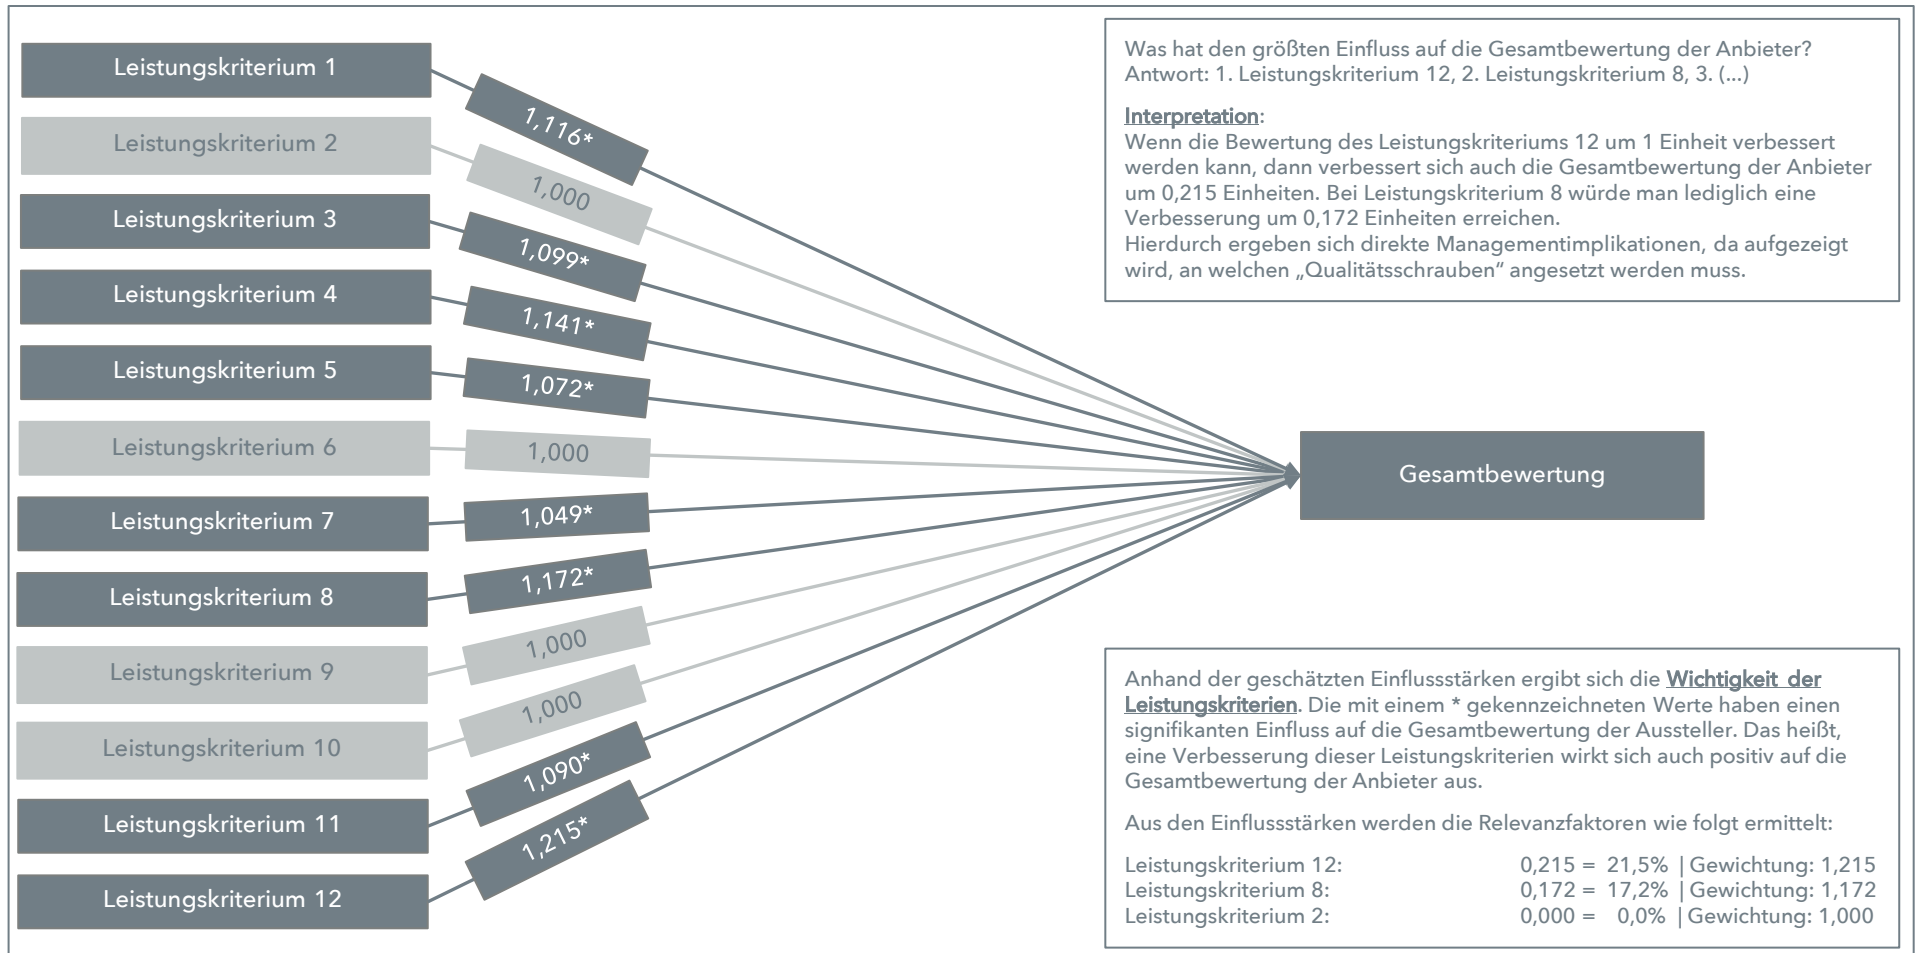 Leistungskriterium 1
1,116*
Leistungskriterium 2
1,000
Leistungskriterium 3
1,099*
Leistungskriterium 4
1,141*
Leistungskriterium 5
1,072*
Leistungskriterium 6
1,000
Leistungskriterium 7
1,049*
Leistungskriterium 8
1,172*
Leistungskriterium 9
1,000
Leistungskriterium 10
1,000
Leistungskriterium 11
1,090*
Leistungskriterium 12
1,215*
Gesamtbewertung
Was hat den größten Einfluss auf die Gesamtbewertung der Anbieter?
Antwort: 1. Leistungskriterium 12, 2. Leistungskriterium 8, 3. (...)
Interpretation:
Wenn die Bewertung des Leistungskriteriums 12 um 1 Einheit verbessert
werden kann, dann verbessert sich auch die Gesamtbewertung der Anbieter
um 0,215 Einheiten. Bei Leistungskriterium 8 würde man lediglich eine
Verbesserung um 0,172 Einheiten erreichen.
Hierdurch ergeben sich direkte Managementimplikationen, da aufgezeigt
wird, an welchen „Qualitätsschrauben“ angesetzt werden muss.
Anhand der geschätzten Einflussstärken ergibt sich die Wichtigkeit der
Leistungskriterien. Die mit einem * gekennzeichneten Werte haben einen
signifikanten Einfluss auf die Gesamtbewertung der Aussteller. Das heißt,
eine Verbesserung dieser Leistungskriterien wirkt sich auch positiv auf die
Gesamtbewertung der Anbieter aus.
Aus den Einflussstärken werden die Relevanzfaktoren wie folgt ermittelt:
Leistungskriterium 12: 0,215 = 21,5% | Gewichtung: 1,215
Leistungskriterium 8: 0,172 = 17,2% | Gewichtung: 1,172
Leistungskriterium 2: 0,000 = 0,0% | Gewichtung: 1,000